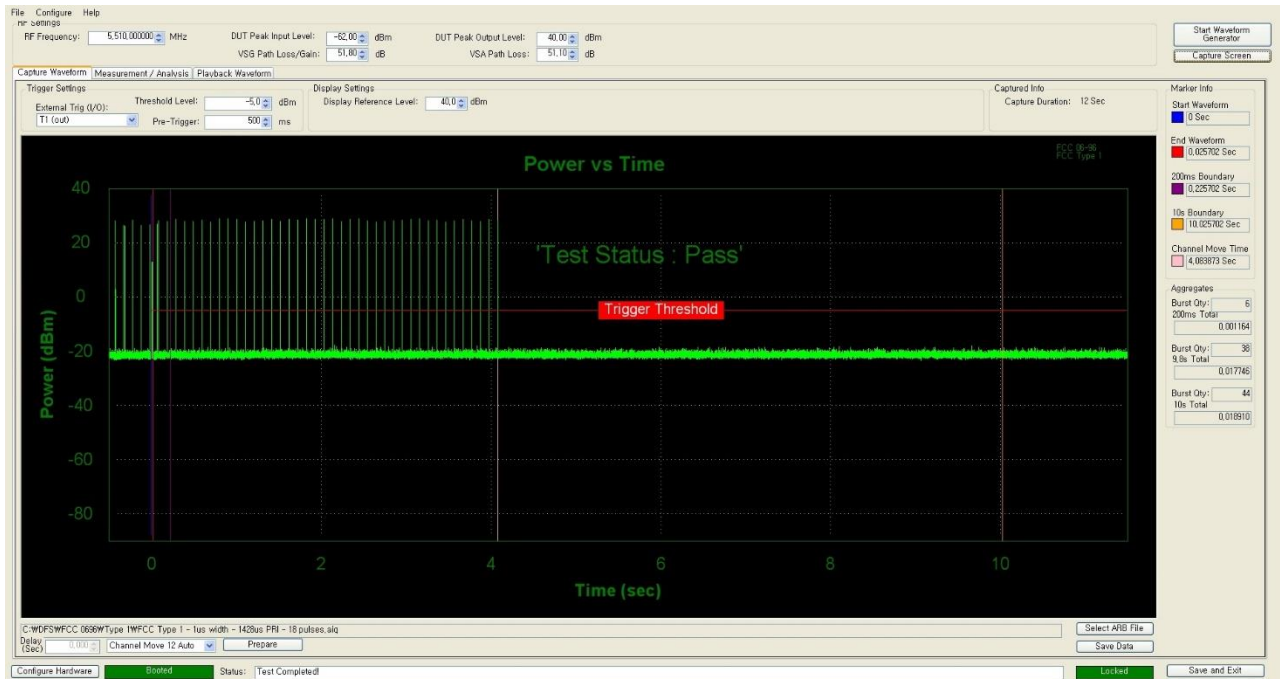 File Configure Help
RF Settings
RF Frequency: 5,510,000000 MHz
DUT Peak Input Level: -62,00 dBm
DUT Peak Output Level: 40,00 dBm
VSG Path Loss/Gain: 51,80 dB
VSA Path Loss: 51,10 dB
Start Waveform Generator
Capture Screen
Capture Waveform Measurement / Analysis Playback Waveform
Trigger Settings
External Trig (I/O):
T1 (out)
Threshold Level: -5,0 dBm
Pre-Trigger: 500 ms
Display Settings
Display Reference Level: 40,0 dBm
Captured Info
Capture Duration: 12 Sec
Marker Info
Start Waveform
0 Sec
End Waveform
0,025702 Sec
200ms Boundary
0,225702 Sec
10s Boundary
10,025702 Sec
Channel Move Time
4,083873 Sec
Aggregates
Burst Qty: 6
200ms Total
0,001164
Burst Qty: 38
9,8s Total
0,017746
Burst Qty: 44
10s Total
0,018910
Power vs Time
FCC 06-96
FCC Type 1
'Test Status : Pass'
Trigger Threshold
Power (dBm)
40
20
0
-20
-40
-60
-80
0 2 4 6 8 10
Time (sec)
C:₩DFS₩FCC 0696₩Type 1₩FCC Type 1 - 1us width - 1428us PRI - 18 pulses.aiq
Select ARB File
Delay (Sec) 0,000
Channel Move 12 Auto
Prepare
Save Data
Configure Hardware
Booted
Status: Test Completed!
Locked
Save and Exit